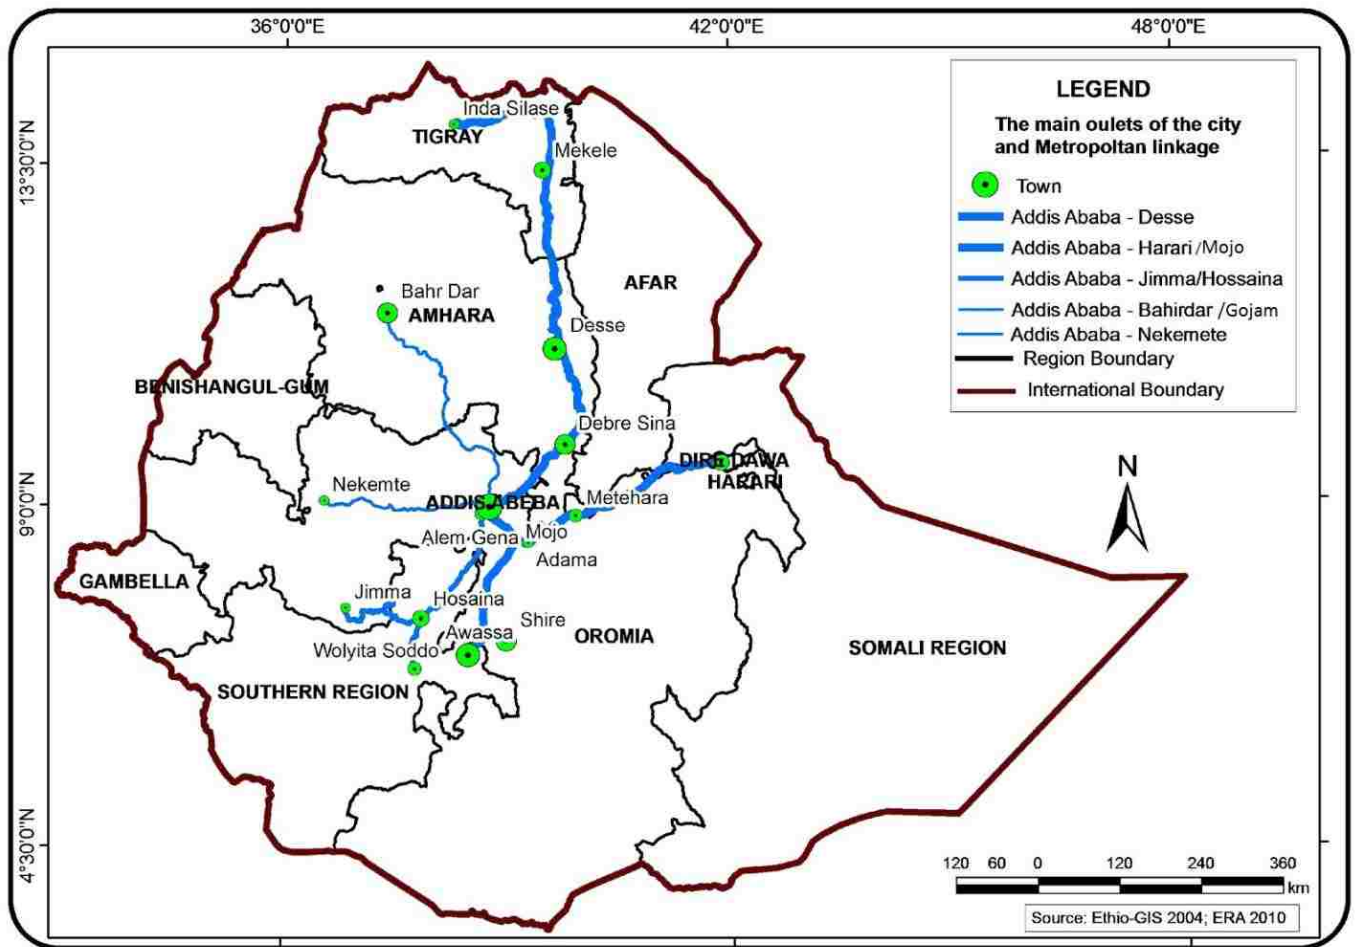 36°0'0"E
42°0'0"E
48°0'0"E
13°30'0"N
9°0'0"N
4°30'0"N
LEGEND
The main oulets of the city
and Metropoltan linkage
Town
Addis Ababa - Desse
Addis Ababa - Harari /Mojo
Addis Ababa - Jimma/Hossaina
Addis Ababa - Bahirdar /Gojam
Addis Ababa - Nekemete
Region Boundary
International Boundary
Inda Silase
TIGRAY
Mekele
AFAR
Bahr Dar
AMHARA
Desse
BENISHANGUL-GUM
Debre Sina
DIRE DAWA
HARARI
Nekemte
ADDIS ABEBA
Metehara
Alem Gena
Mojo
Adama
GAMBELLA
Jimma
Hosaina
Shire
Awassa
OROMIA
Wolyita Soddo
SOMALI REGION
SOUTHERN REGION
N
120 60 0 120 240 360
km
Source: Ethio-GIS 2004; ERA 2010